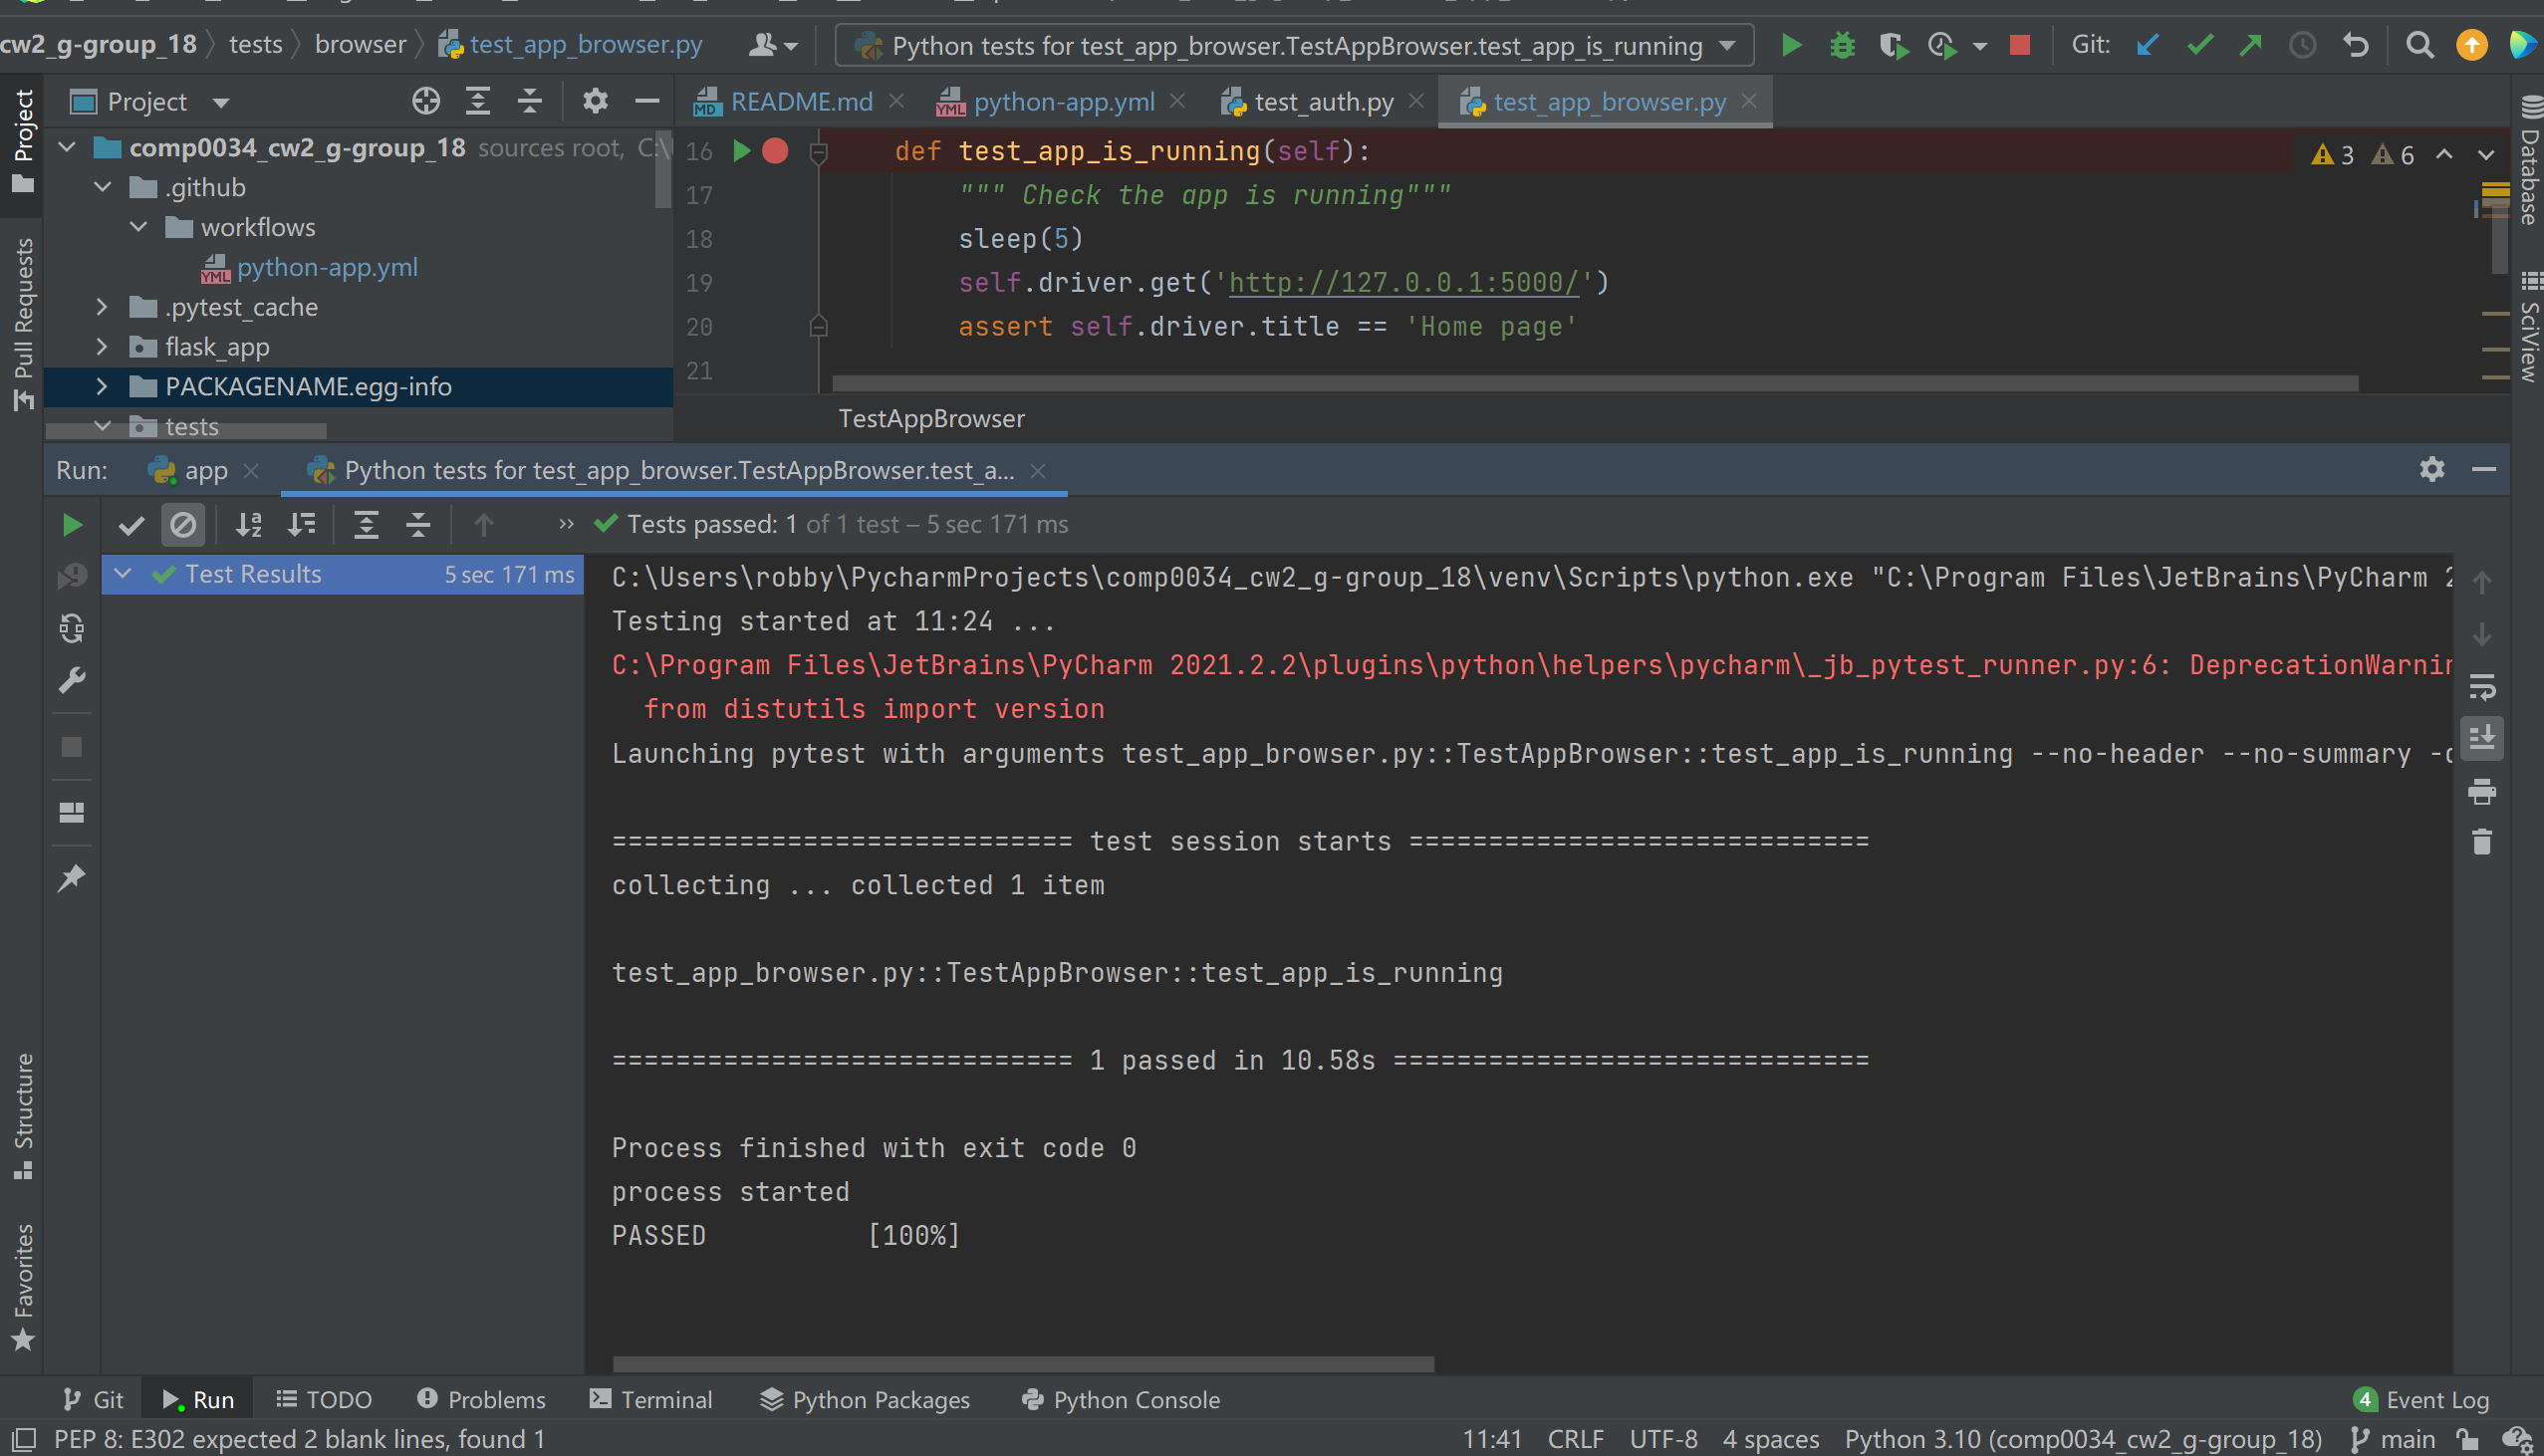 cw2_g-group_18 tests browser test_app_browser.py Python tests for test_app_browser.TestAppBrowser.test_app_is_running Git:
Project
README.md python-app.yml test_auth.py test_app_browser.py
Project
Pull Requests
Structure
Favorites
comp0034_cw2_g-group_18 sources root, C:\
.github
workflows
python-app.yml
.pytest_cache
flask_app
PACKAGENAME.egg-info
tests
16 def test_app_is_running(self):
17 """ Check the app is running"""
18 sleep(5)
19 self.driver.get('http://127.0.0.1:5000/')
20 assert self.driver.title == 'Home page'
21
3 6
TestAppBrowser
Database
SciView
Run: app Python tests for test_app_browser.TestAppBrowser.test_a...
Tests passed: 1 of 1 test – 5 sec 171 ms
Test Results 5 sec 171 ms
C:\Users\robby\PycharmProjects\comp0034_cw2_g-group_18\venv\Scripts\python.exe "C:\Program Files\JetBrains\PyCharm 2
Testing started at 11:24 ...
C:\Program Files\JetBrains\PyCharm 2021.2.2\plugins\python\helpers\pycharm\_jb_pytest_runner.py:6: DeprecationWarnin
from distutils import version
Launching pytest with arguments test_app_browser.py::TestAppBrowser::test_app_is_running --no-header --no-summary -q
============================= test session starts =============================
collecting ... collected 1 item
test_app_browser.py::TestAppBrowser::test_app_is_running
============================= 1 passed in 10.58s ==============================
Process finished with exit code 0
process started
PASSED [100%]
Git Run TODO Problems Terminal Python Packages Python Console 4 Event Log
PEP 8: E302 expected 2 blank lines, found 1 11:41 CRLF UTF-8 4 spaces Python 3.10 (comp0034_cw2_g-group_18) main